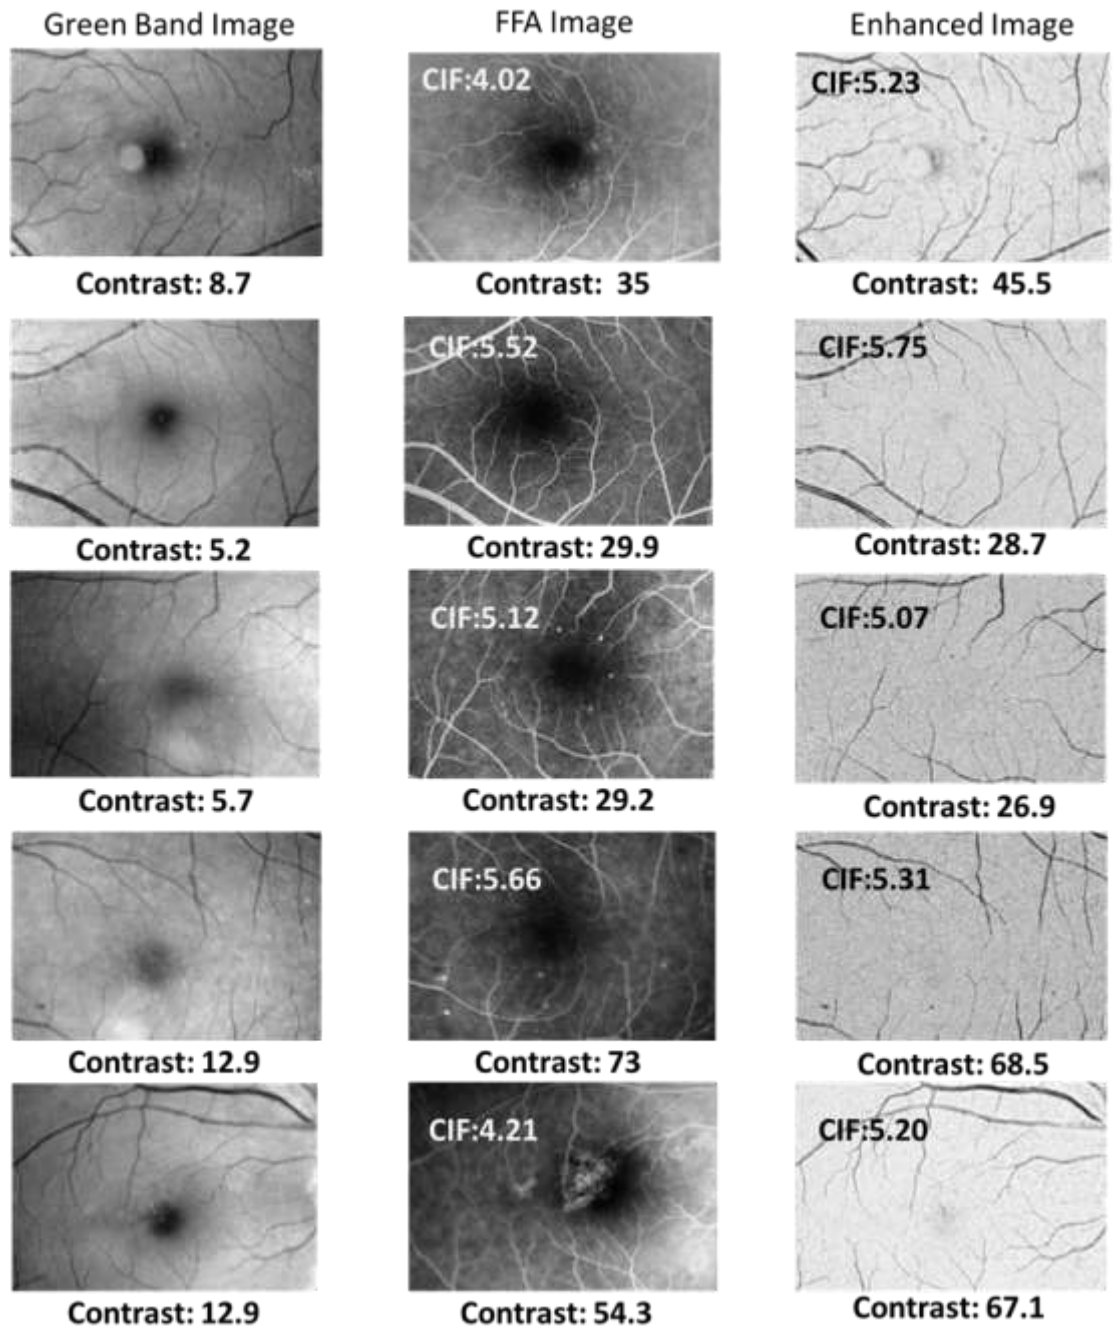 Green Band Image FFA Image Enhanced Image
CIF:4.02 CIF:5.23
Contrast: 8.7 Contrast: 35 Contrast: 45.5
CIF:5.52 CIF:5.75
Contrast: 5.2 Contrast: 29.9 Contrast: 28.7
CIF:5.12 CIF:5.07
Contrast: 5.7 Contrast: 29.2 Contrast: 26.9
CIF:5.66 CIF:5.31
Contrast: 12.9 Contrast: 73 Contrast: 68.5
CIF:4.21 CIF:5.20
Contrast: 12.9 Contrast: 54.3 Contrast: 67.1